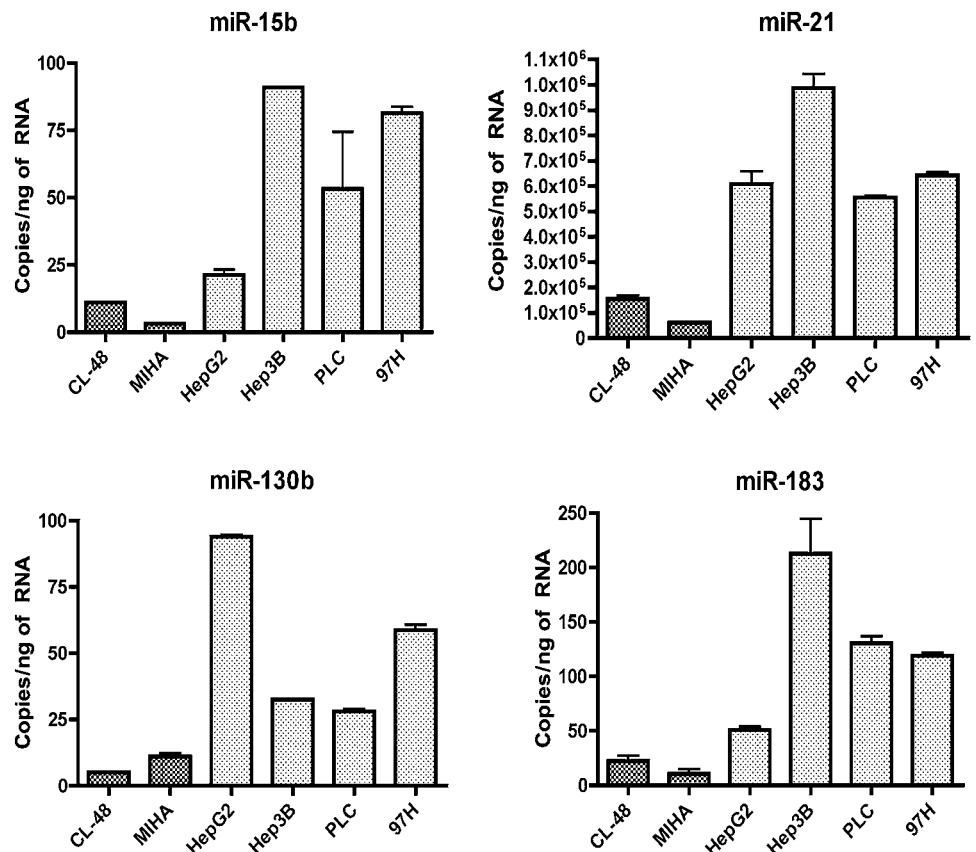 miR-15b
Copies/ng of RNA
100
75
50
25
0
CL-48 MIHA HepG2 Hep3B PLC 97H
miR-21
Copies/ng of RNA
1.1x10⁶
1.0x10⁶
9.0x10⁵
8.0x10⁵
7.0x10⁵
6.0x10⁵
5.0x10⁵
4.0x10⁵
3.0x10⁵
2.0x10⁵
1.0x10⁵
0
CL-48 MIHA HepG2 Hep3B PLC 97H
miR-130b
Copies/ng of RNA
100
75
50
25
0
CL-48 MIHA HepG2 Hep3B PLC 97H
miR-183
Copies/ng of RNA
250
200
150
100
50
0
CL-48 MIHA HepG2 Hep3B PLC 97H